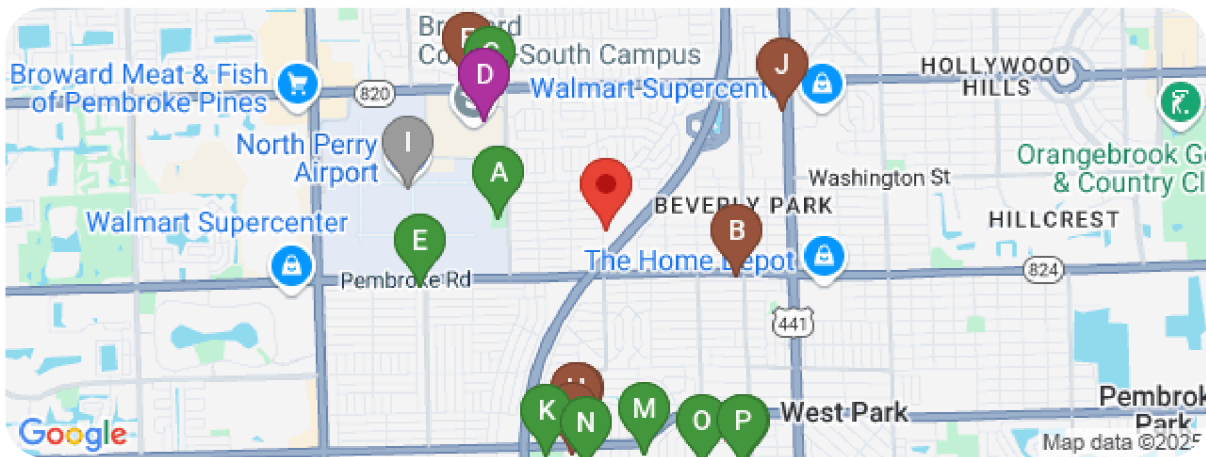 Broward Meat & Fish
of Pembroke Pines
820
South Campus
D
Walmart Supercent
J
HOLLYWOOD
HILLS
North Perry
Airport
I
A
Washington St
Orangebrook G
& Country Cl
BEVERLY PARK
HILLCREST
Walmart Supercenter
E
B
The Home Depot
Pembroke Rd
824
441
K
N
M
O
P
West Park
Pembrok
Park
Google
Map data ©2025